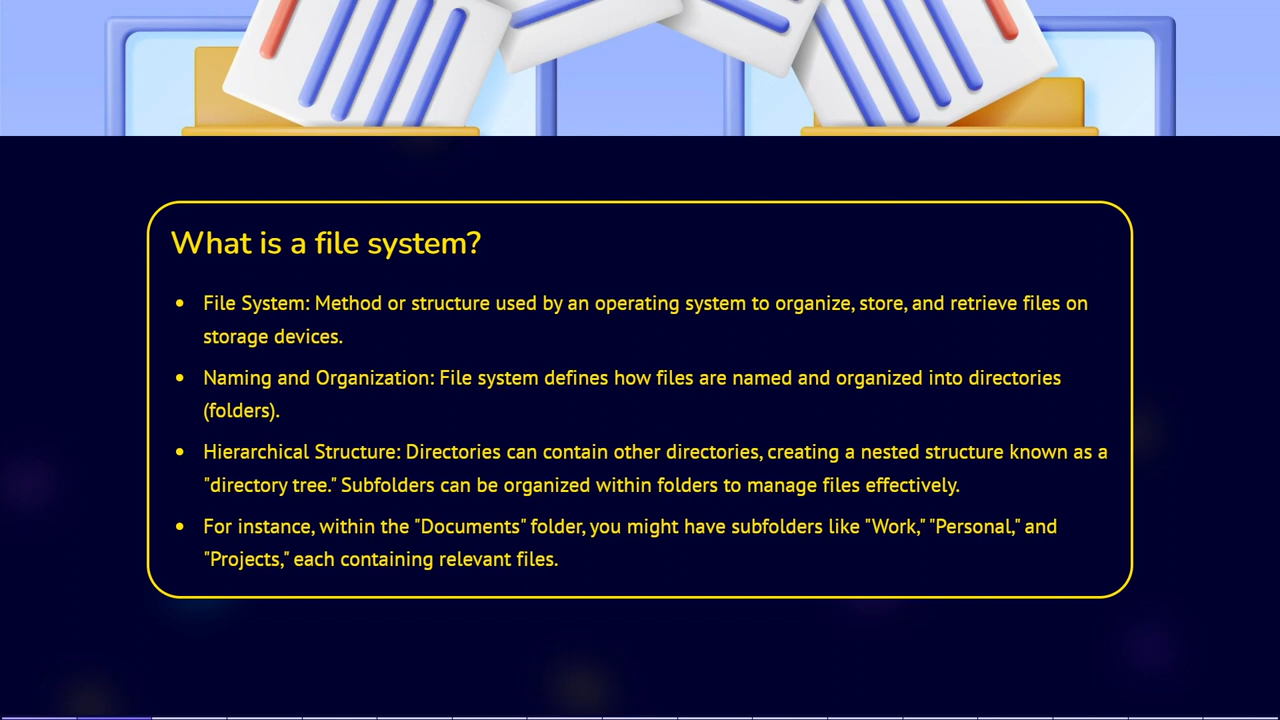 What is a file system?
• File System: Method or structure used by an operating system to organize, store, and retrieve files on
storage devices.
• Naming and Organization: File system defines how files are named and organized into directories
(folders).
• Hierarchical Structure: Directories can contain other directories, creating a nested structure known as a
"directory tree." Subfolders can be organized within folders to manage files effectively.
• For instance, within the "Documents" folder, you might have subfolders like "Work," "Personal," and
"Projects," each containing relevant files.